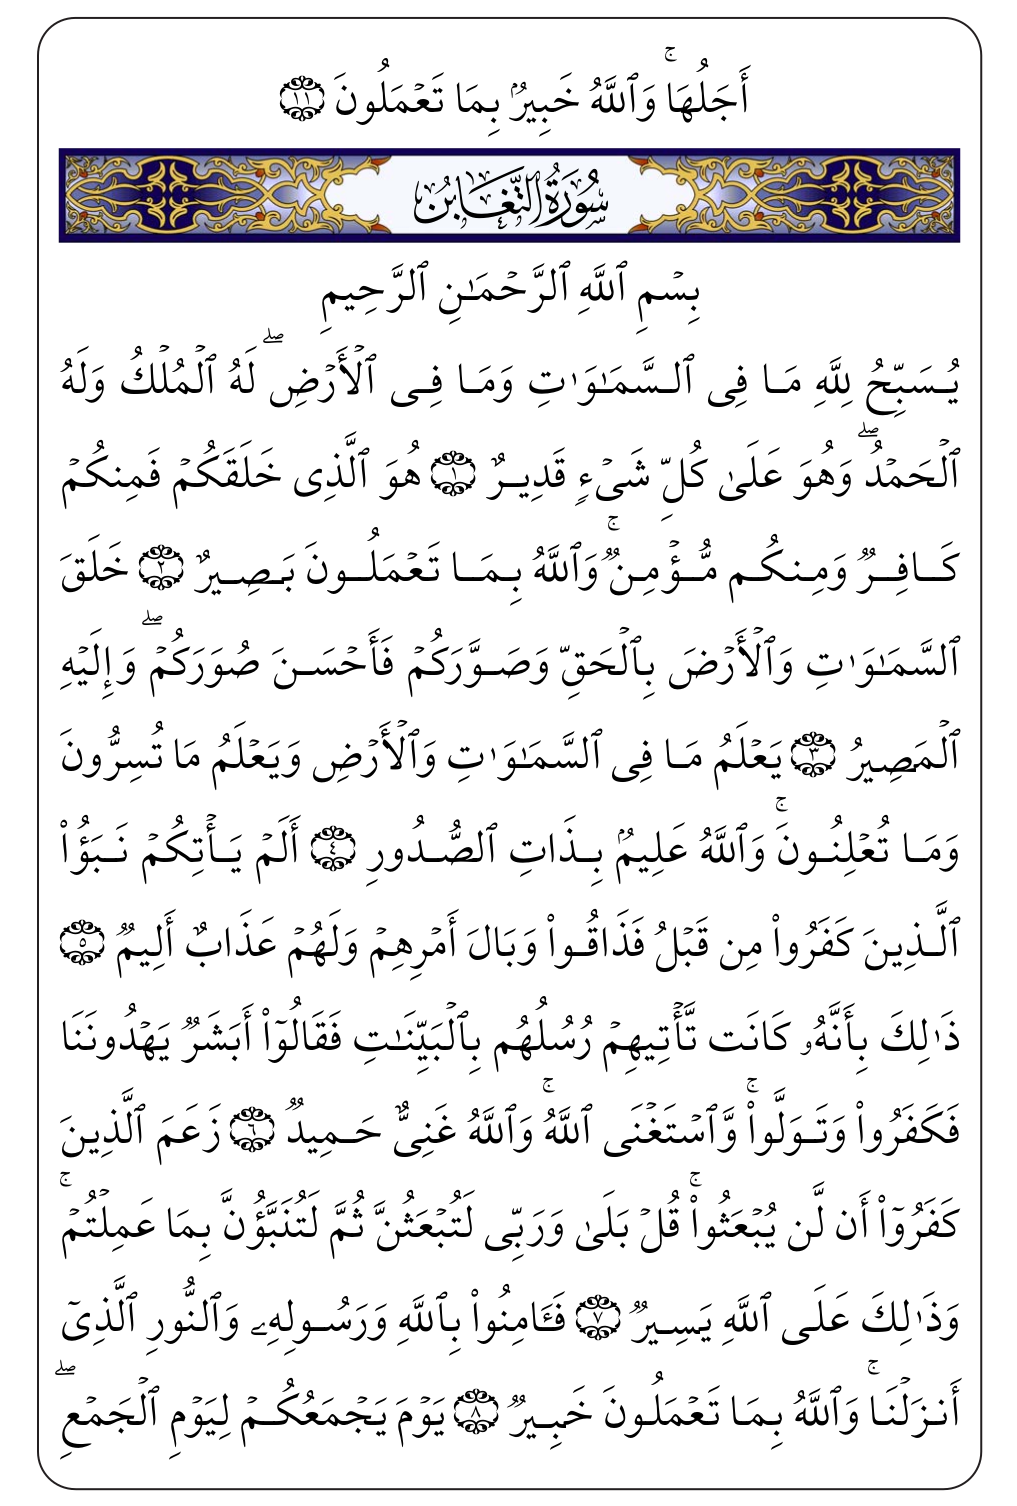 أَجَلُهَاۚ وَٱللَّهُ خَبِيرُۢ بِمَا تَعۡمَلُونَ ١١
سُورَةُ التَّغَابُنِ
بِسۡمِ ٱللَّهِ ٱلرَّحۡمَـٰنِ ٱلرَّحِيمِ
يُسَبِّحُ لِلَّهِ مَا فِى ٱلسَّمَـٰوَٰتِ وَمَا فِى ٱلۡأَرۡضِۖ لَهُ ٱلۡمُلۡكُ وَلَهُ
ٱلۡحَمۡدُۖ وَهُوَ عَلَىٰ كُلِّ شَىۡءٍ قَدِيرٌ ١ هُوَ ٱلَّذِى خَلَقَكُمۡ فَمِنكُمۡ
كَافِرٌ وَمِنكُم مُّؤۡمِنٌۚ وَٱللَّهُ بِمَا تَعۡمَلُونَ بَصِيرٌ ٢ خَلَقَ
ٱلسَّمَـٰوَٰتِ وَٱلۡأَرۡضَ بِٱلۡحَقِّ وَصَوَّرَكُمۡ فَأَحۡسَنَ صُوَرَكُمۡۖ وَإِلَيۡهِ
ٱلۡمَصِيرُ ٣ يَعۡلَمُ مَا فِى ٱلسَّمَـٰوَٰتِ وَٱلۡأَرۡضِ وَيَعۡلَمُ مَا تُسِرُّونَ
وَمَا تُعۡلِنُونَۚ وَٱللَّهُ عَلِيمُۢ بِذَاتِ ٱلصُّدُورِ ٤ أَلَمۡ يَأۡتِكُمۡ نَبَؤُاْ
ٱلَّذِينَ كَفَرُواْ مِن قَبۡلُ فَذَاقُواْ وَبَالَ أَمۡرِهِمۡ وَلَهُمۡ عَذَابٌ أَلِيمٌ ٥
ذَٰلِكَ بِأَنَّهُۥ كَانَت تَّأۡتِيهِمۡ رُسُلُهُم بِٱلۡبَيِّنَـٰتِ فَقَالُوٓاْ أَبَشَرٌ يَهۡدُونَنَا
فَكَفَرُواْ وَتَوَلَّواْۚ وَّٱسۡتَغۡنَى ٱللَّهُۚ وَٱللَّهُ غَنِىٌّ حَمِيدٌ ٦ زَعَمَ ٱلَّذِينَ
كَفَرُوٓاْ أَن لَّن يُبۡعَثُواْۚ قُلۡ بَلَىٰ وَرَبِّى لَتُبۡعَثُنَّ ثُمَّ لَتُنَبَّؤُنَّ بِمَا عَمِلۡتُمۡۚ
وَذَٰلِكَ عَلَى ٱللَّهِ يَسِيرٌ ٧ فَـَٔامِنُواْ بِٱللَّهِ وَرَسُولِهِۦ وَٱلنُّورِ ٱلَّذِىٓ
أَنزَلۡنَاۚ وَٱللَّهُ بِمَا تَعۡمَلُونَ خَبِيرٌ ٨ يَوۡمَ يَجۡمَعُكُمۡ لِيَوۡمِ ٱلۡجَمۡعِۖ